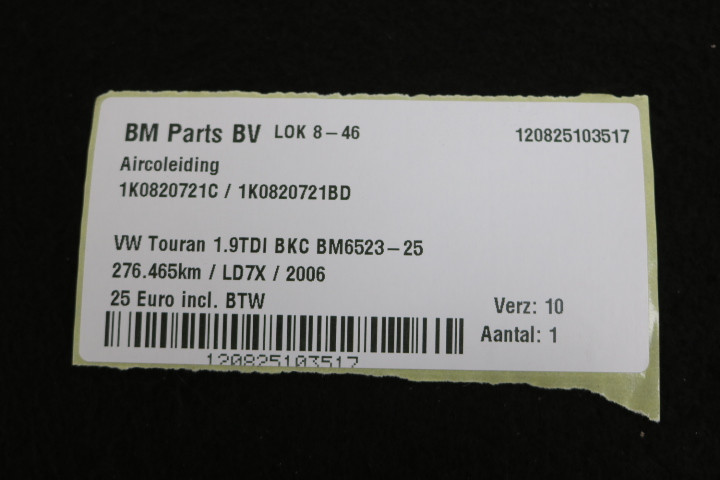 BM Parts BV LOK 8-46 120825103517
Aircoleiding
1K0820721C / 1K0820721BD
VW Touran 1.9TDI BKC BM6523-25
276.465km / LD7X / 2006
25 Euro incl. BTW
Verz: 10
Aantal: 1
120825103517